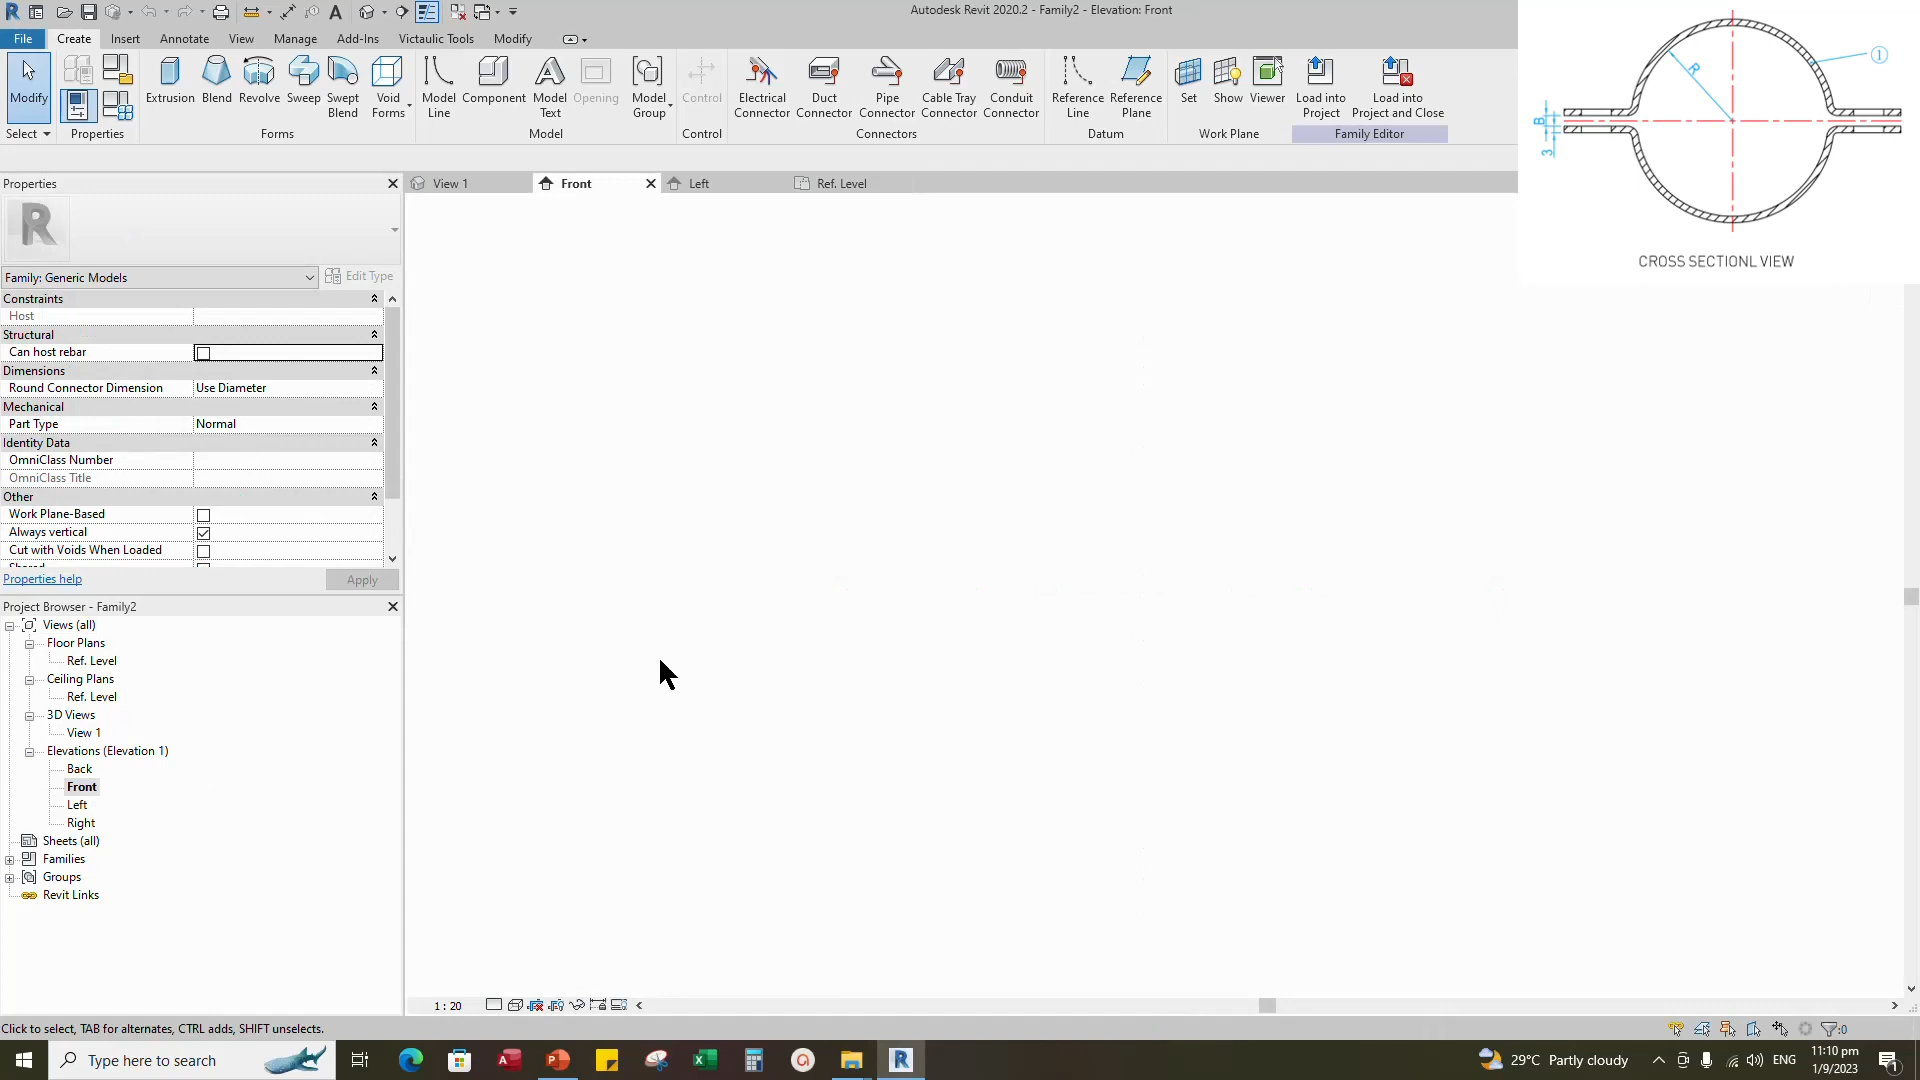 Autodesk Revit 2020.2 - Family2 - Elevation: Front
File
Create
Insert
Annotate
View
Manage
Add-Ins
Victaulic Tools
Modify
Modify
Extrusion
Blend
Revolve
Sweep
Swept
Blend
Void
Forms
Model
Line
Component
Model
Text
Opening
Model
Group
Control
Electrical
Connector
Duct
Connector
Pipe
Connector
Cable Tray
Connector
Conduit
Connector
Reference
Line
Reference
Plane
Set
Show
Viewer
Load into
Project
Load into
Project and Close
Select
Properties
Forms
Model
Control
Connectors
Datum
Work Plane
Family Editor
R
1
B
3
CROSS SECTIONL VIEW
Properties
View 1
Front
Left
Ref. Level
Family: Generic Models
Edit Type
Constraints
Host
Structural
Can host rebar
Dimensions
Round Connector Dimension
Use Diameter
Mechanical
Part Type
Normal
Identity Data
OmniClass Number
OmniClass Title
Other
Work Plane-Based
Always vertical
Cut with Voids When Loaded
Shared
Properties help
Apply
Project Browser - Family2
Views (all)
Floor Plans
Ref. Level
Ceiling Plans
Ref. Level
3D Views
View 1
Elevations (Elevation 1)
Back
Front
Left
Right
Sheets (all)
Families
Groups
Revit Links
1 : 20
Click to select, TAB for alternates, CTRL adds, SHIFT unselects.
:0
Type here to search
29°C Partly cloudy
ENG
11:10 pm
1/9/2023
1